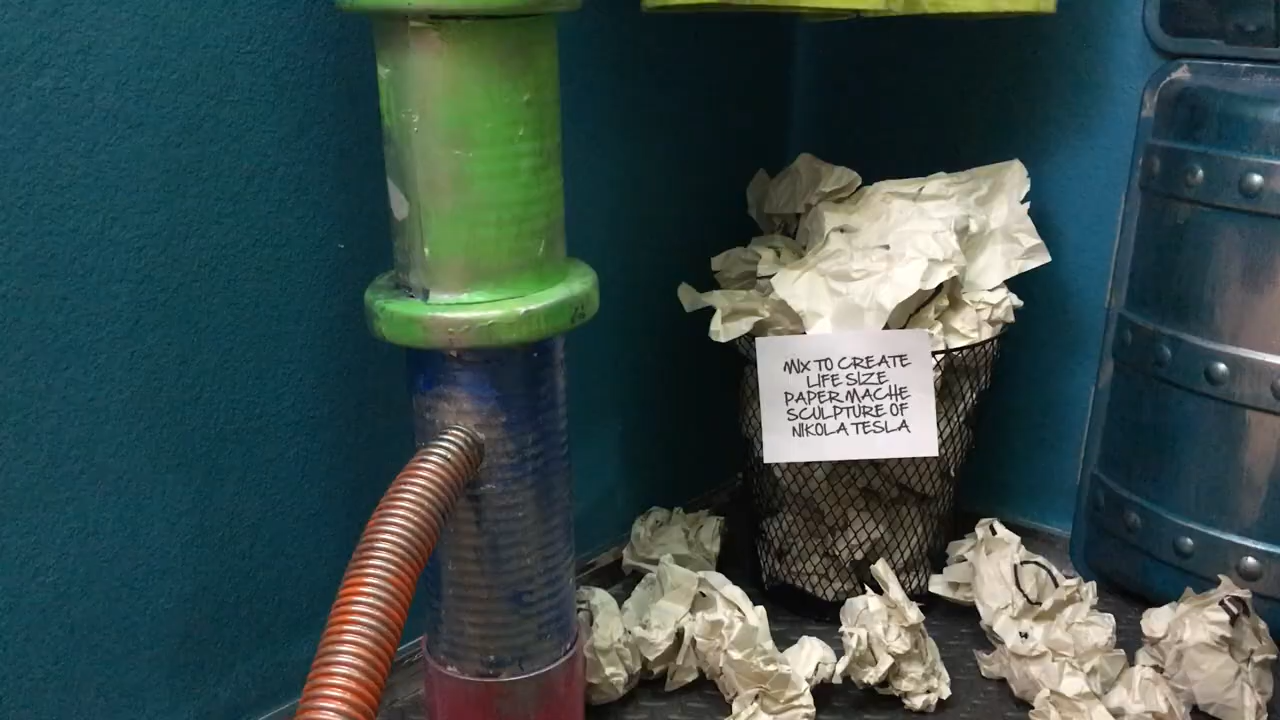 MIX TO CREATE
LIFE SIZE
PAPER MACHE
SCULPTURE OF
NIKOLA TESLA